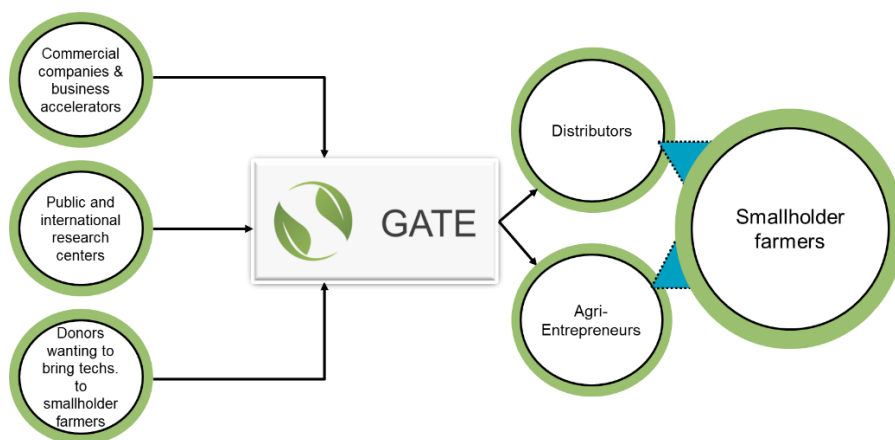 Commercial
companies &
business
accelerators
Public and
international
research
centers
Donors
wanting to
bring techs.
to
smallholder
farmers
GATE
Distributors
Agri-
Entrepreneurs
Smallholder
farmers